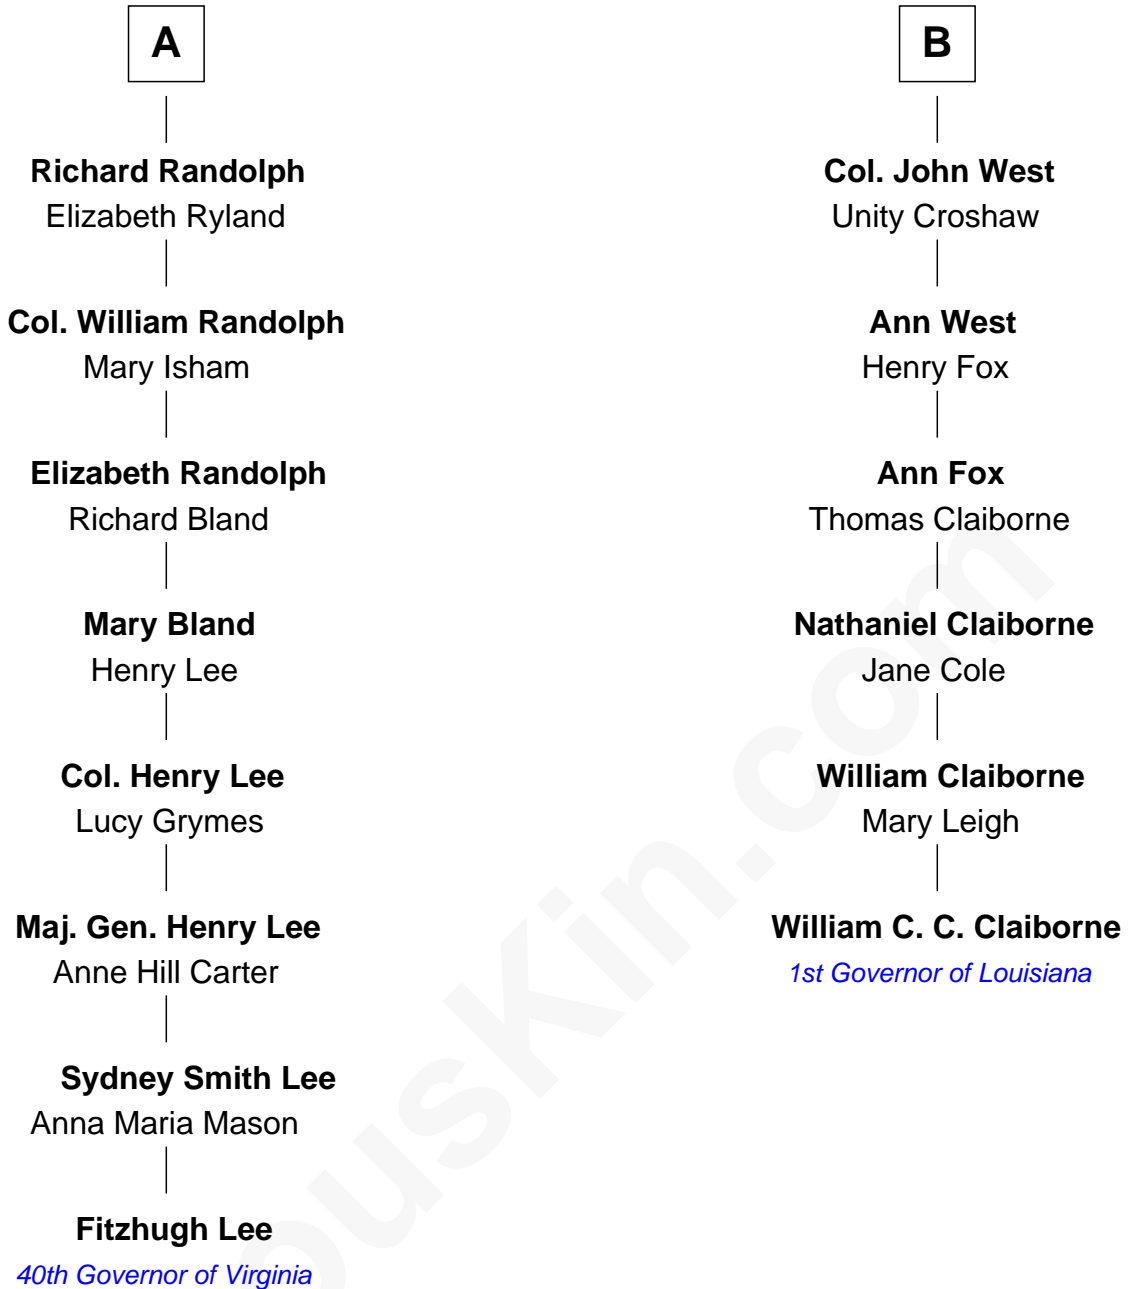 A
Richard Randolph
Elizabeth Ryland
Col. William Randolph
Mary Isham
Elizabeth Randolph
Richard Bland
Mary Bland
Henry Lee
Col. Henry Lee
Lucy Grymes
Maj. Gen. Henry Lee
Anne Hill Carter
Sydney Smith Lee
Anna Maria Mason
Fitzhugh Lee
40th Governor of Virginia
B
Col. John West
Unity Croshaw
Ann West
Henry Fox
Ann Fox
Thomas Claiborne
Nathaniel Claiborne
Jane Cole
William Claiborne
Mary Leigh
William C. C. Claiborne
1st Governor of Louisiana
ousKin.com